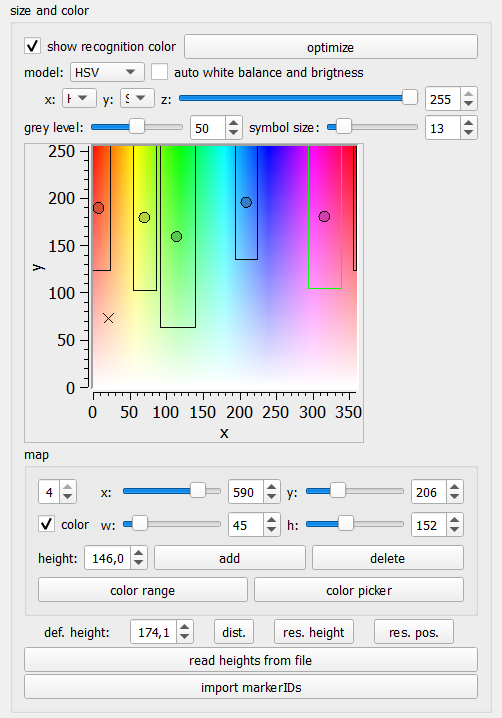 size and color
show recognition color optimize
model: HSV auto white balance and brigtness
x: y: z: 255
grey level: 50 symbol size: 13
250
200
150
100
50
0
y
0 50 100 150 200 250 300 350
x
map
4 x: 590 y: 206
color w: 45 h: 152
height: 146,0 add delete
color range color picker
def. height: 174,1 dist. res. height res. pos.
read heights from file
import markerIDs